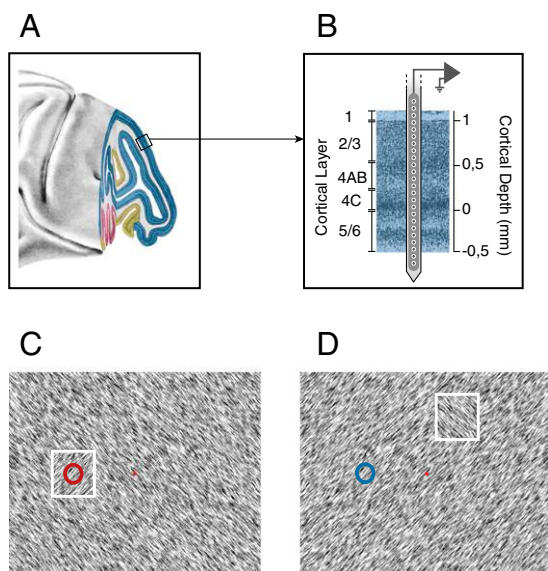 A
B
1
2/3
4AB
4C
5/6
Cortical Layer
1
0,5
0
-0,5
Cortical Depth (mm)
C
D